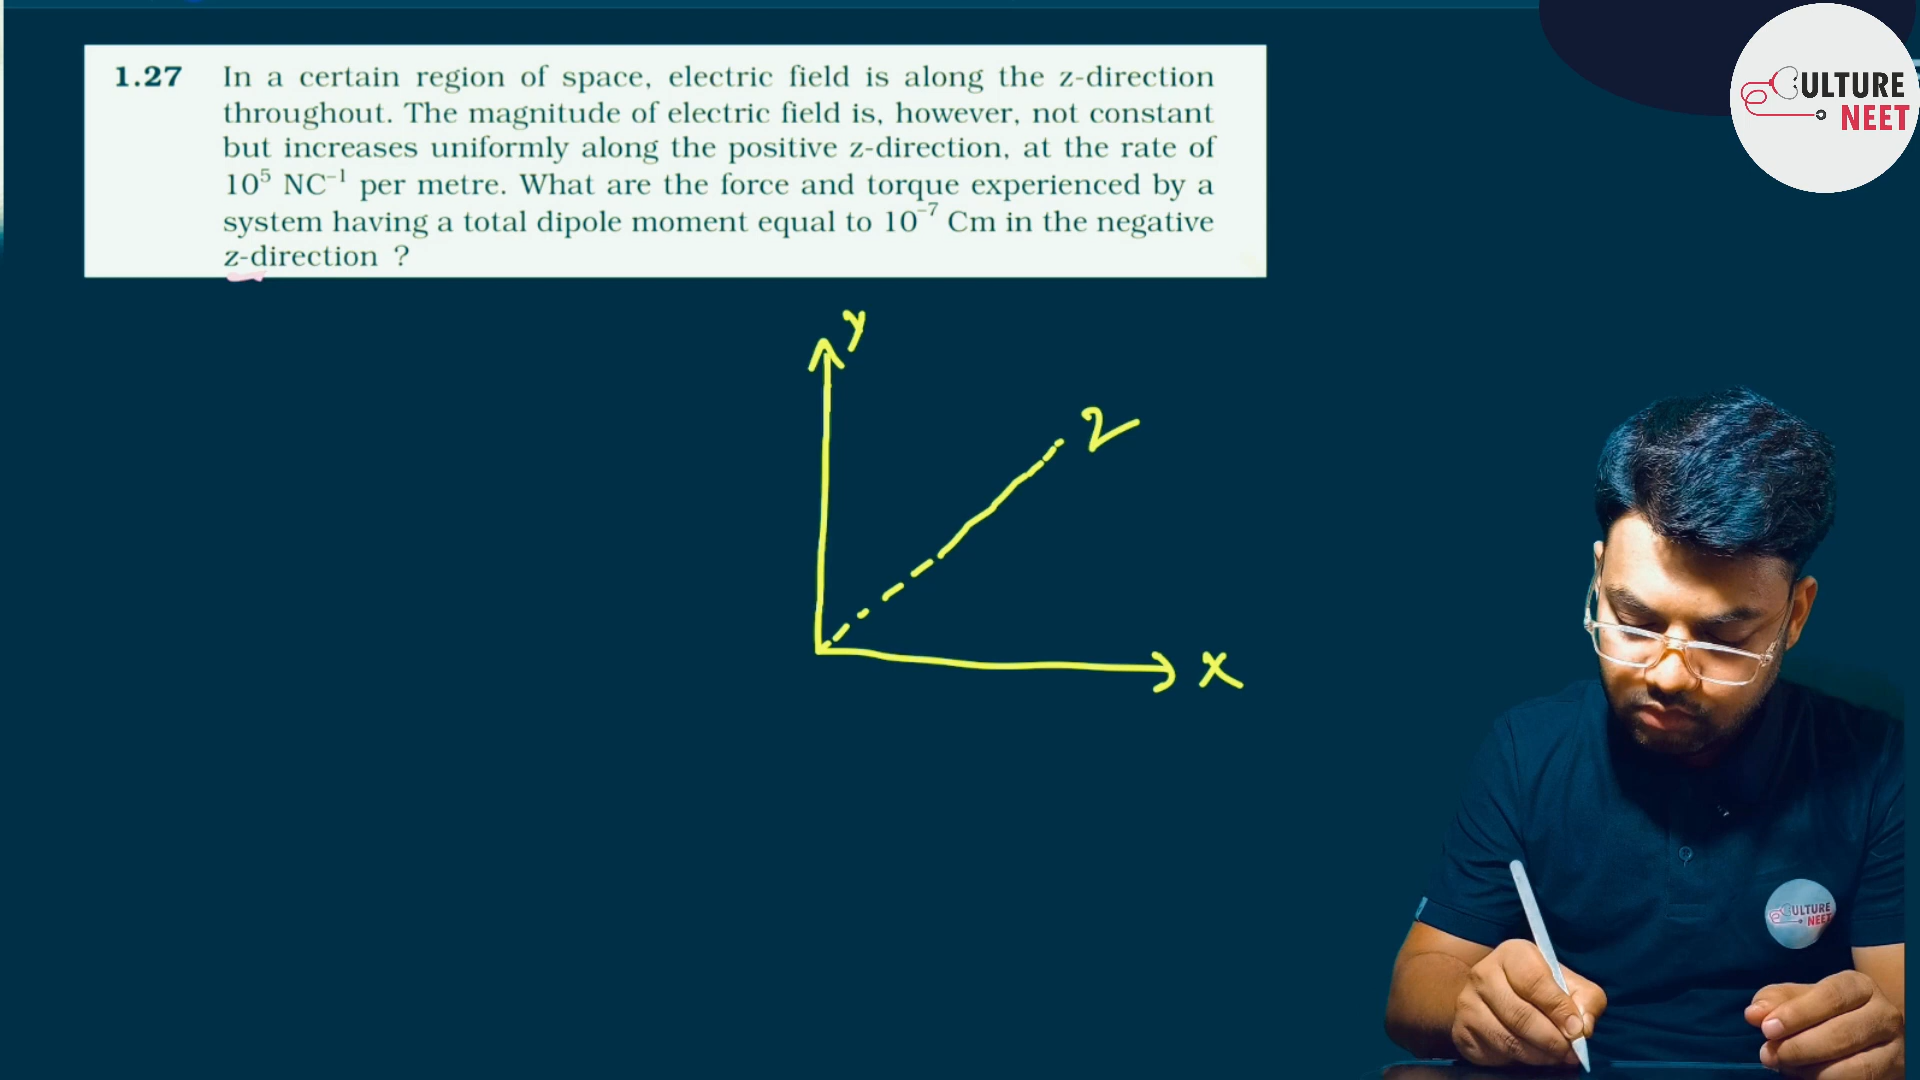 1.27 In a certain region of space, electric field is along the z-direction
throughout. The magnitude of electric field is, however, not constant
but increases uniformly along the positive z-direction, at the rate of
10⁵ NC⁻¹ per metre. What are the force and torque experienced by a
system having a total dipole moment equal to 10⁻⁷ Cm in the negative
z-direction ?
CULTURE
NEET
y
z
x
CULTURE
NEET